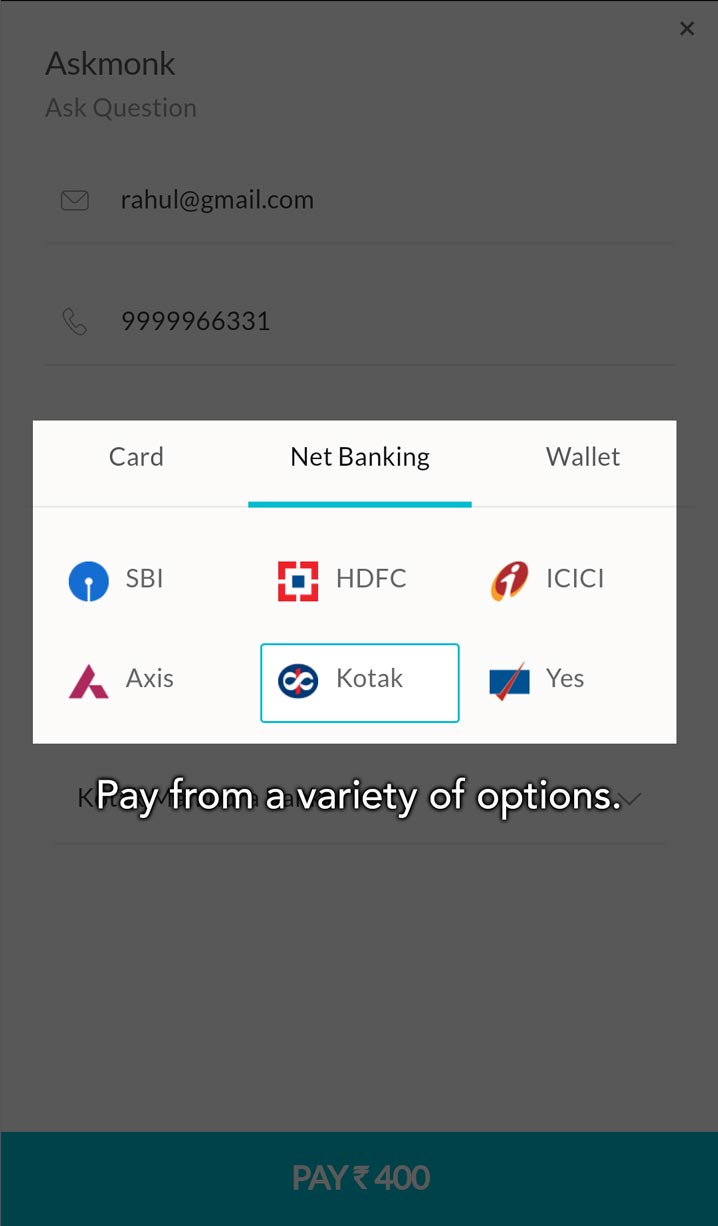 Askmonk
Ask Question
rahul@gmail.com
9999966331
Card Net Banking Wallet
SBI HDFC ICICI
Axis Kotak Yes
Pay from a variety of options.
PAY ₹ 400